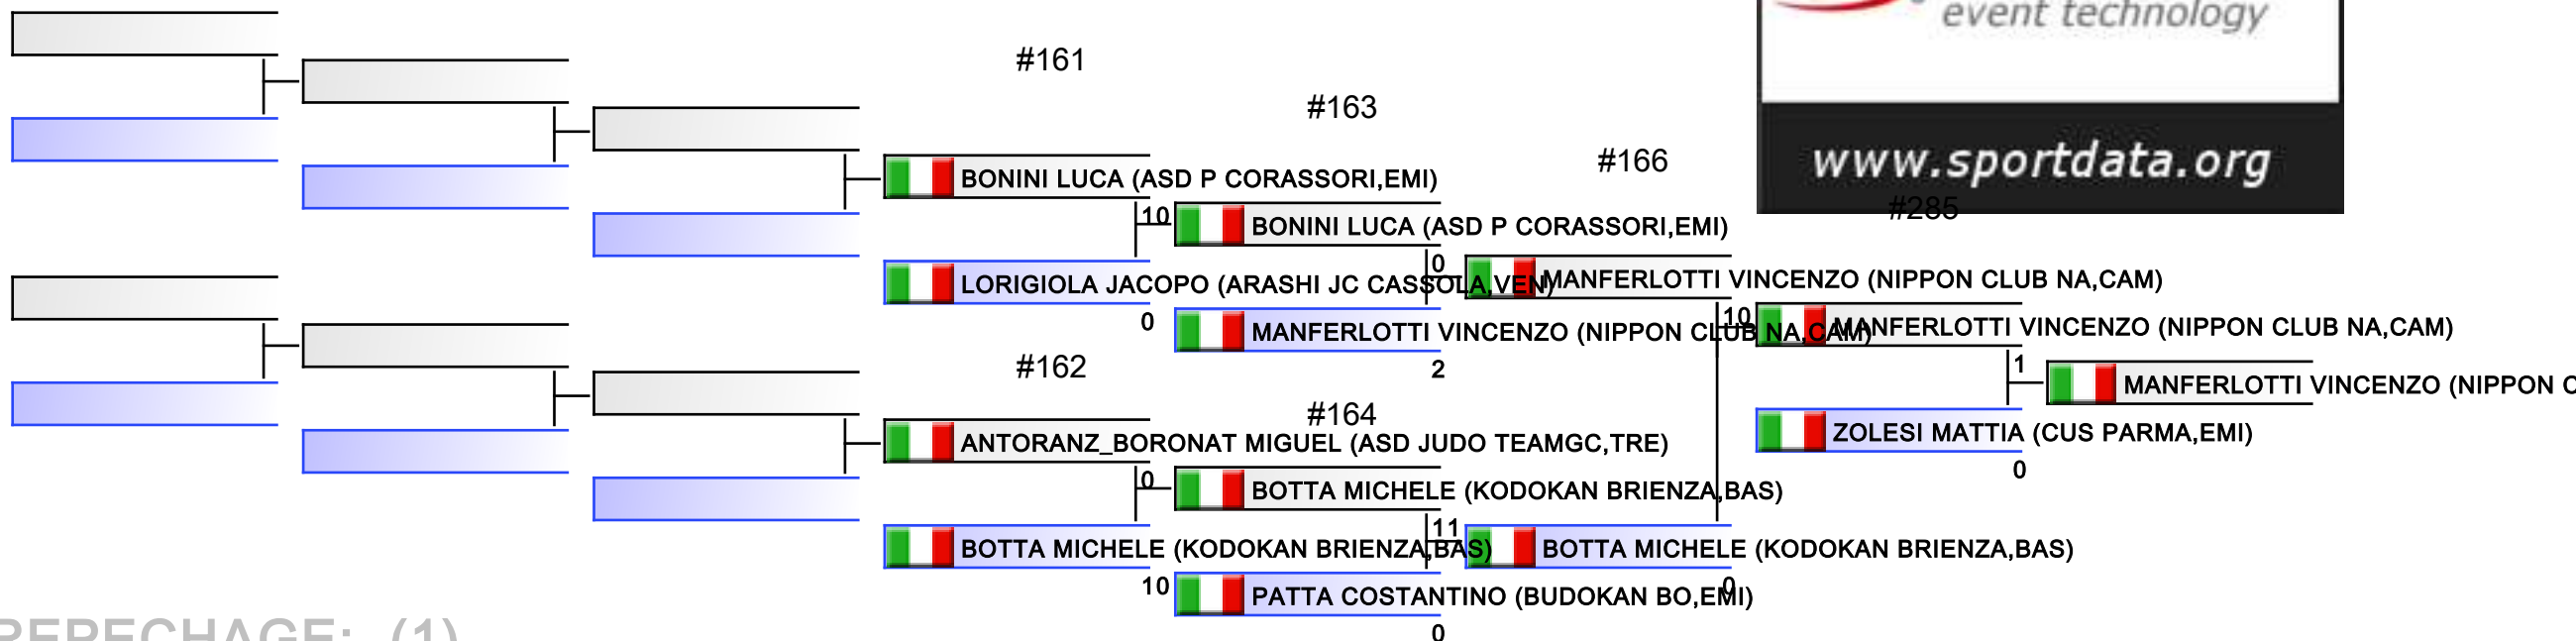 event technology
#161
#163
#166
www.sportdata.org
#285
BONINI LUCA (ASD P CORASSORI,EMI)
10
BONINI LUCA (ASD P CORASSORI,EMI)
0
LORIGIOLA JACOPO (ARASHI JC CASSOLA,VEN)
MANFERLOTTI VINCENZO (NIPPON CLUB NA,CAM)
0
10
MANFERLOTTI VINCENZO (NIPPON CLUB NA,CAM)
MANFERLOTTI VINCENZO (NIPPON CLUB NA,CAM)
2
1
#162
MANFERLOTTI VINCENZO (NIPPON C
#164
ZOLESI MATTIA (CUS PARMA,EMI)
0
ANTORANZ_BORONAT MIGUEL (ASD JUDO TEAMGC,TRE)
0
BOTTA MICHELE (KODOKAN BRIENZA,BAS)
11
BOTTA MICHELE (KODOKAN BRIENZA,BAS)
BOTTA MICHELE (KODOKAN BRIENZA,BAS)
10
0
PATTA COSTANTINO (BUDOKAN BO,EMI)
0
REPECHAGE: (1)